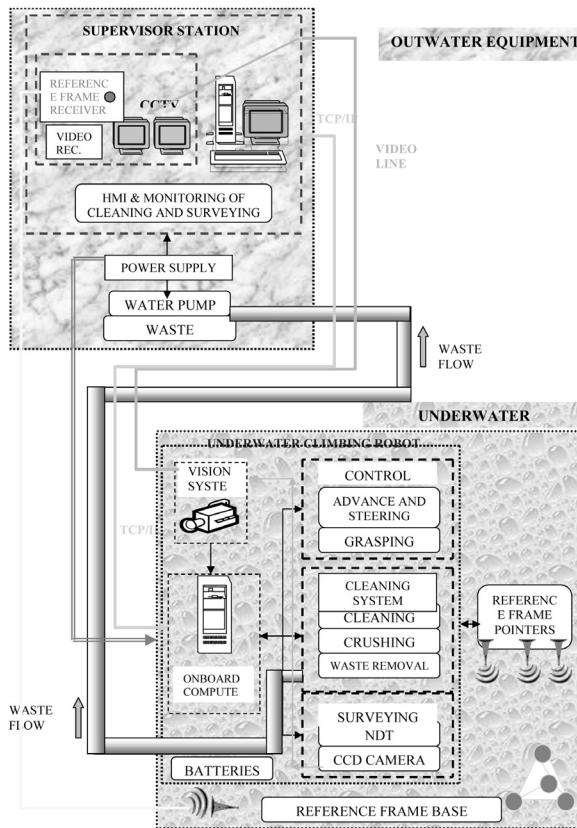 SUPERVISOR STATION
OUTWATER EQUIPMENT
REFERENC
E FRAME
RECEIVER
CCTV
VIDEO
REC.
TCP/IP
VIDEO
LINE
HMI & MONITORING OF
CLEANING AND SURVEYING
POWER SUPPLY
WATER PUMP
WASTE
WASTE
FLOW
UNDERWATER
UNDERWATER CLIMBING ROBOT
VISION
SYSTE
TCP/I
CONTROL
ADVANCE AND
STEERING
GRASPING
CLEANING
SYSTEM
CLEANING
CRUSHING
WASTE REMOVAL
REFERENC
E FRAME
POINTERS
ONBOARD
COMPUTE
WASTE
FLOW
SURVEYING
NDT
CCD CAMERA
BATTERIES
REFERENCE FRAME BASE